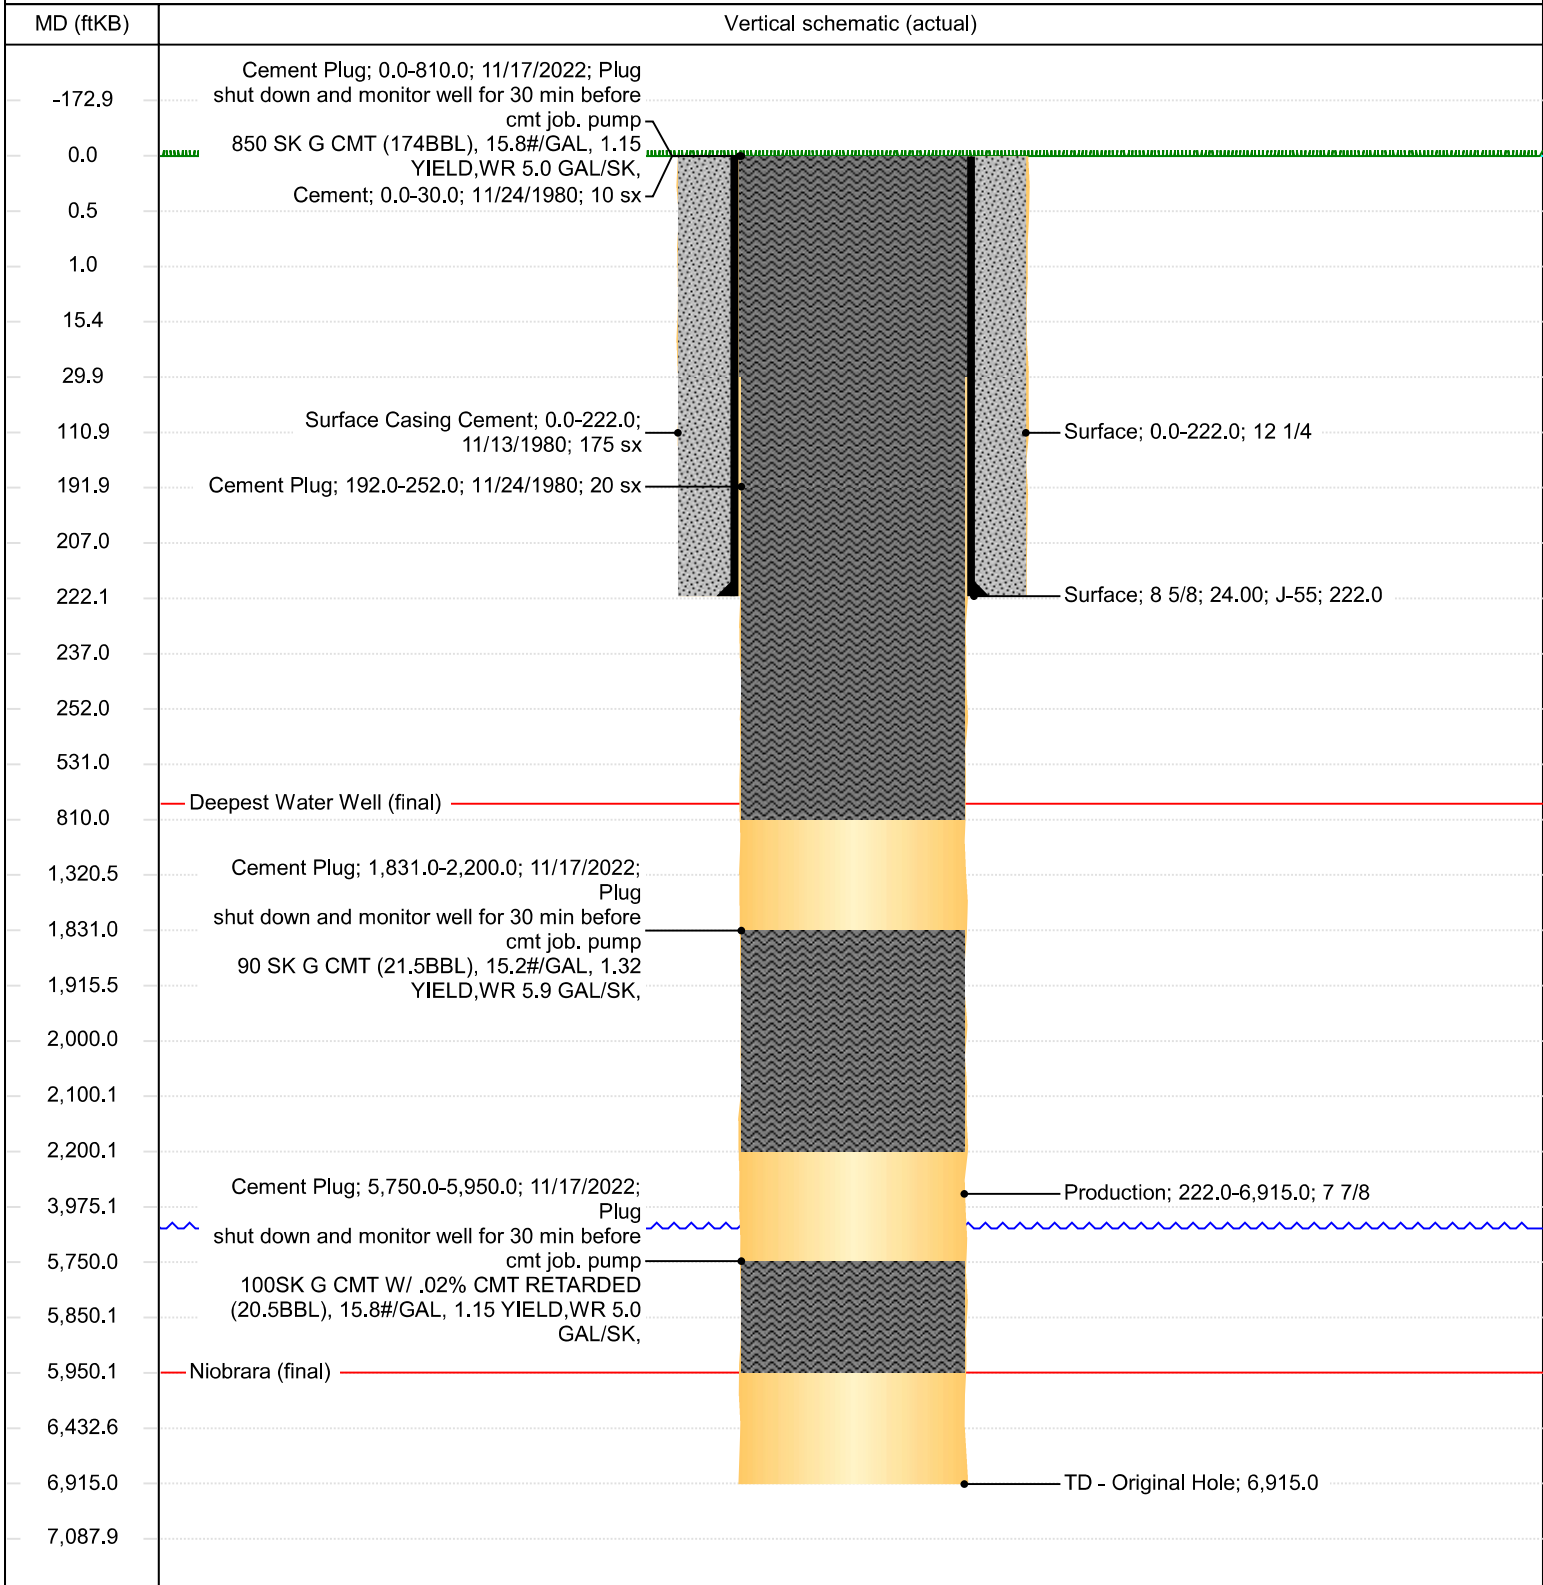 MD (ftKB)
Vertical schematic (actual)
-172.9
0.0
0.5
1.0
15.4
29.9
110.9
191.9
207.0
222.1
237.0
252.0
531.0
810.0
1,320.5
1,831.0
1,915.5
2,000.0
2,100.1
2,200.1
3,975.1
5,750.0
5,850.1
5,950.1
6,432.6
6,915.0
7,087.9
Cement Plug; 0.0-810.0; 11/17/2022; Plug
shut down and monitor well for 30 min before
cmt job. pump
850 SK G CMT (174BBL), 15.8#/GAL, 1.15
YIELD,WR 5.0 GAL/SK,
Cement; 0.0-30.0; 11/24/1980; 10 sx
Surface Casing Cement; 0.0-222.0;
11/13/1980; 175 sx
Cement Plug; 192.0-252.0; 11/24/1980; 20 sx
Deepest Water Well (final)
Cement Plug; 1,831.0-2,200.0; 11/17/2022;
Plug
shut down and monitor well for 30 min before
cmt job. pump
90 SK G CMT (21.5BBL), 15.2#/GAL, 1.32
YIELD,WR 5.9 GAL/SK,
Cement Plug; 5,750.0-5,950.0; 11/17/2022;
Plug
shut down and monitor well for 30 min before
cmt job. pump
100SK G CMT W/ .02% CMT RETARDED
(20.5BBL), 15.8#/GAL, 1.15 YIELD,WR 5.0
GAL/SK,
Niobrara (final)
Surface; 0.0-222.0; 12 1/4
Surface; 8 5/8; 24.00; J-55; 222.0
Production; 222.0-6,915.0; 7 7/8
TD - Original Hole; 6,915.0